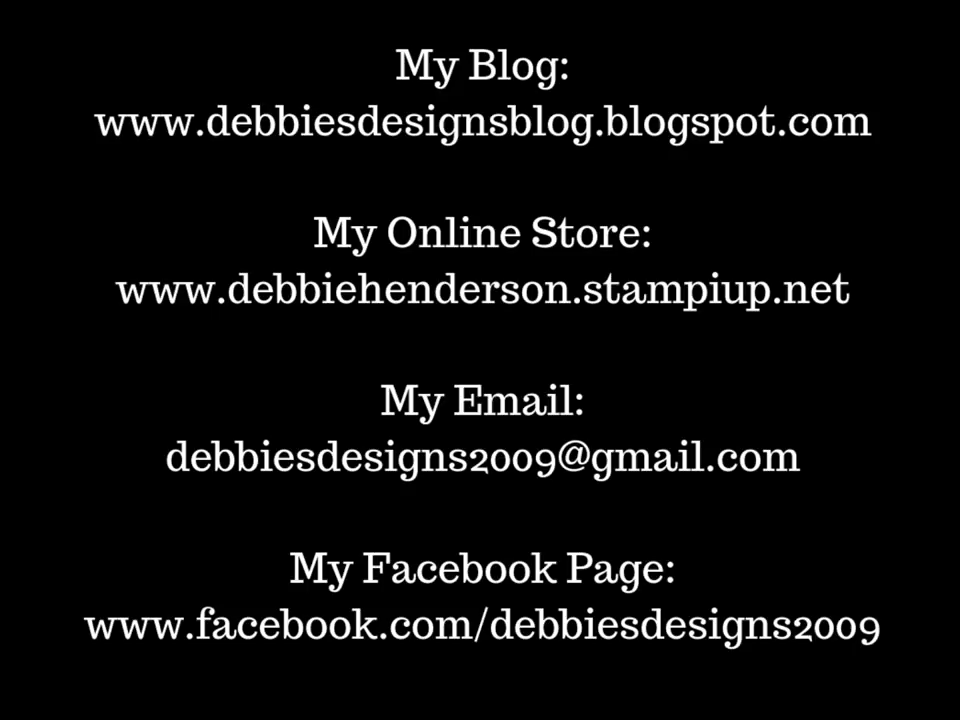 My Blog:
www.debbiesdesignsblog.blogspot.com
My Online Store:
www.debbiehenderson.stampiup.net
My Email:
debbiesdesigns2009@gmail.com
My Facebook Page:
www.facebook.com/debbiesdesigns2009